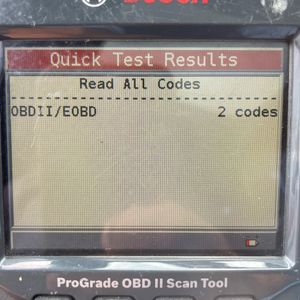 Quick Test Results
Read All Codes
OBDII/EOBD 2 codes
ProGrade OBD II Scan Tool